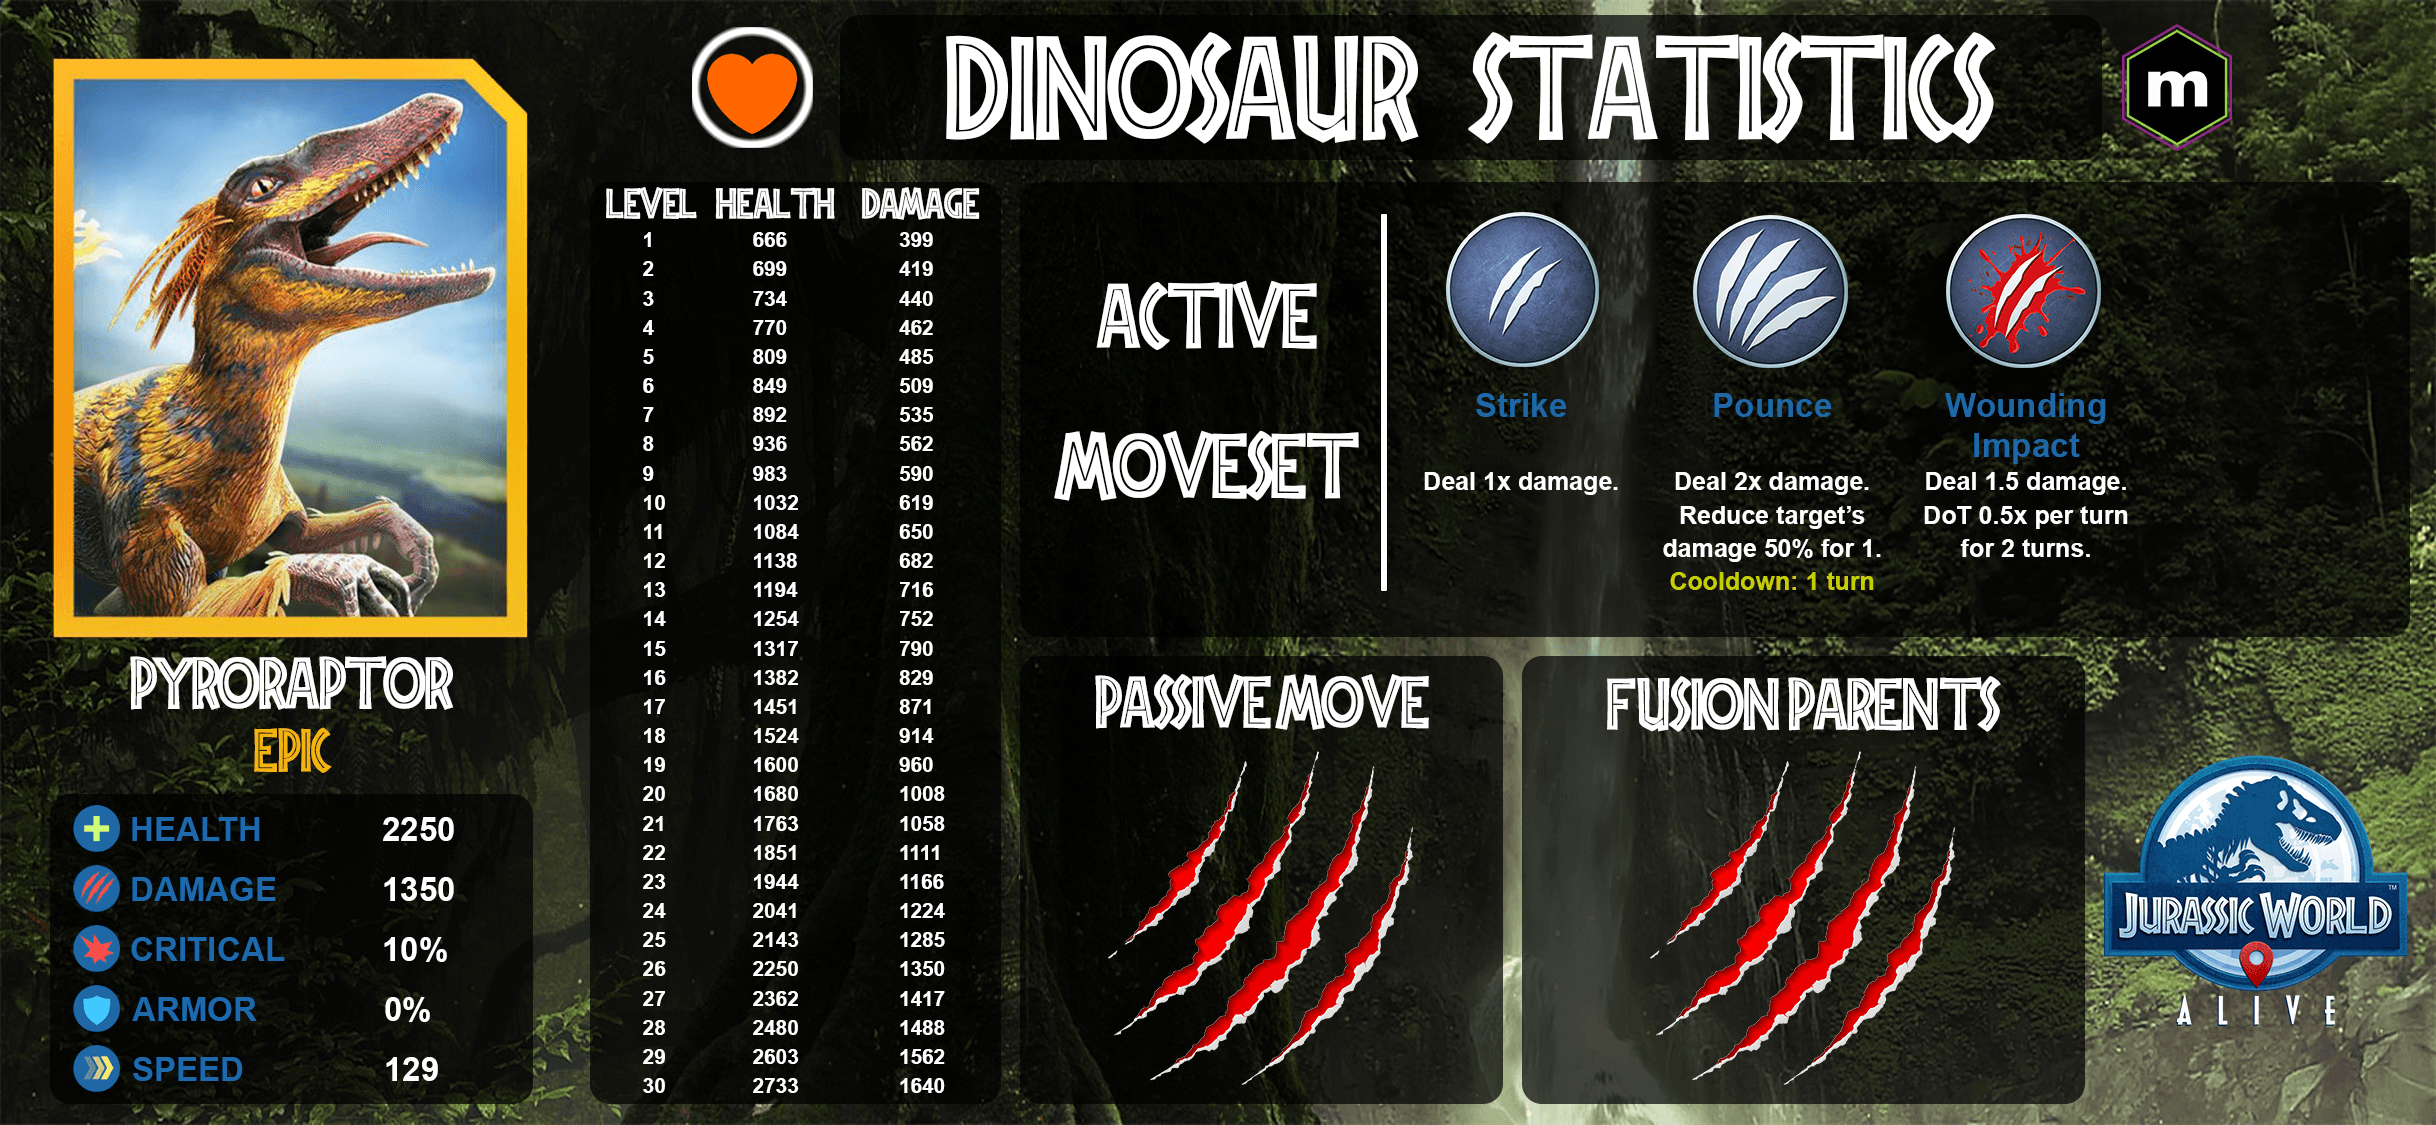 DINOSAUR STATISTICS
m
PYRORAPTOR
EPIC
HEALTH 2250
DAMAGE 1350
CRITICAL 10%
ARMOR 0%
SPEED 129
LEVEL HEALTH DAMAGE
1 666 399
2 699 419
3 734 440
4 770 462
5 809 485
6 849 509
7 892 535
8 936 562
9 983 590
10 1032 619
11 1084 650
12 1138 682
13 1194 716
14 1254 752
15 1317 790
16 1382 829
17 1451 871
18 1524 914
19 1600 960
20 1680 1008
21 1763 1058
22 1851 1111
23 1944 1166
24 2041 1224
25 2143 1285
26 2250 1350
27 2362 1417
28 2480 1488
29 2603 1562
30 2733 1640
ACTIVE
MOVESET
Strike
Deal 1x damage.
Pounce
Deal 2x damage.
Reduce target’s
damage 50% for 1.
Cooldown: 1 turn
Wounding
Impact
Deal 1.5 damage.
DoT 0.5x per turn
for 2 turns.
PASSIVE MOVE
FUSION PARENTS
JURASSIC WORLD™
ALIVE